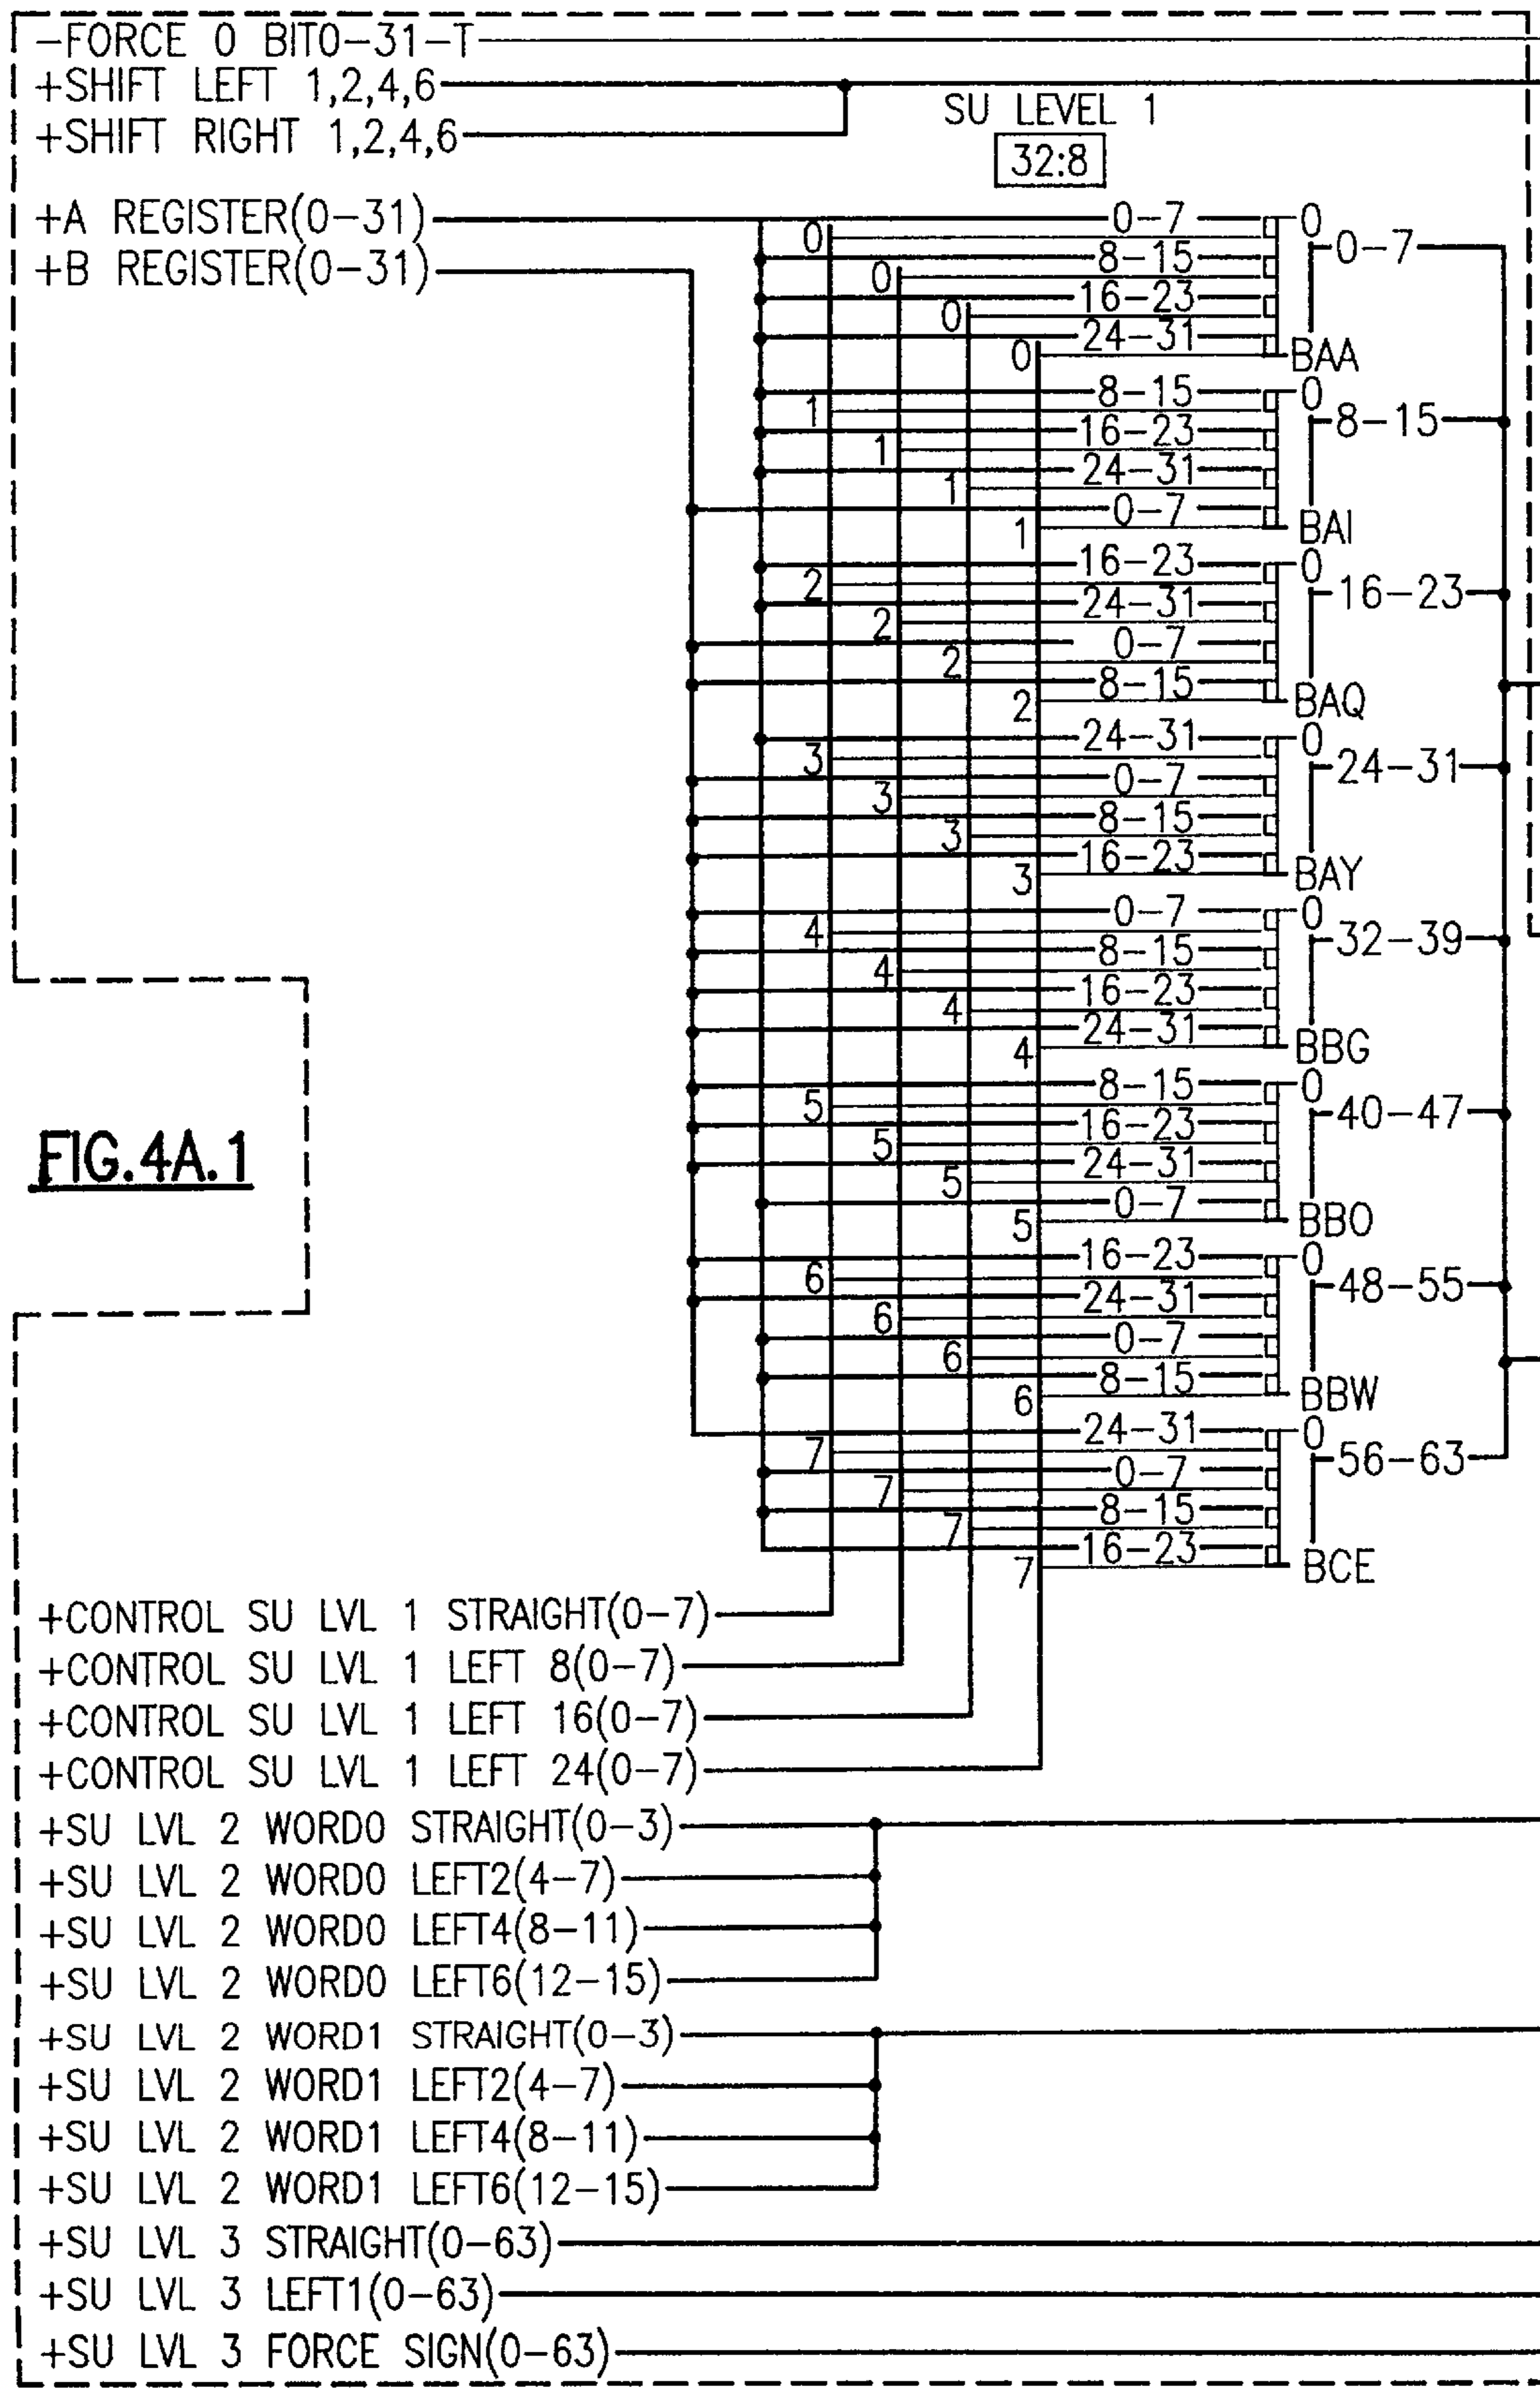 -FORCE 0 BIT0-31-T
+SHIFT LEFT 1,2,4,6
+SHIFT RIGHT 1,2,4,6
SU LEVEL 1
32:8
+A REGISTER(0-31)
+B REGISTER(0-31)
0 0-7 0
0-7
0 8-15
0 16-23
0 24-31
BAA
1 8-15 0
8-15
1 16-23
1 24-31
1 0-7
BAI
2 16-23 0
16-23
2 24-31
2 0-7
2 8-15
BAQ
3 24-31 0
24-31
3 0-7
3 8-15
3 16-23
BAY
4 0-7 0
32-39
4 8-15
4 16-23
4 24-31
BBG
5 8-15 0
40-47
5 16-23
5 24-31
5 0-7
BBO
6 16-23 0
48-55
6 24-31
6 0-7
6 8-15
BBW
7 24-31 0
56-63
7 0-7
7 8-15
7 16-23
BCE
FIG.4A.1
+CONTROL SU LVL 1 STRAIGHT(0-7)
+CONTROL SU LVL 1 LEFT 8(0-7)
+CONTROL SU LVL 1 LEFT 16(0-7)
+CONTROL SU LVL 1 LEFT 24(0-7)
+SU LVL 2 WORD0 STRAIGHT(0-3)
+SU LVL 2 WORD0 LEFT2(4-7)
+SU LVL 2 WORD0 LEFT4(8-11)
+SU LVL 2 WORD0 LEFT6(12-15)
+SU LVL 2 WORD1 STRAIGHT(0-3)
+SU LVL 2 WORD1 LEFT2(4-7)
+SU LVL 2 WORD1 LEFT4(8-11)
+SU LVL 2 WORD1 LEFT6(12-15)
+SU LVL 3 STRAIGHT(0-63)
+SU LVL 3 LEFT1(0-63)
+SU LVL 3 FORCE SIGN(0-63)